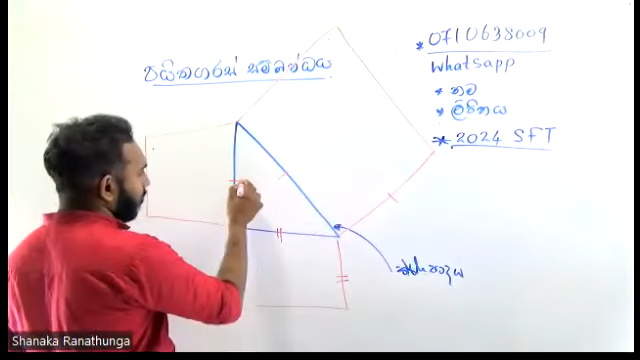 පයිතගරස් සම්බන්ධය
* 0710638009
Whatsapp
* නම
* ලිපිනය
* 2024 SFT
Shanaka Ranathunga